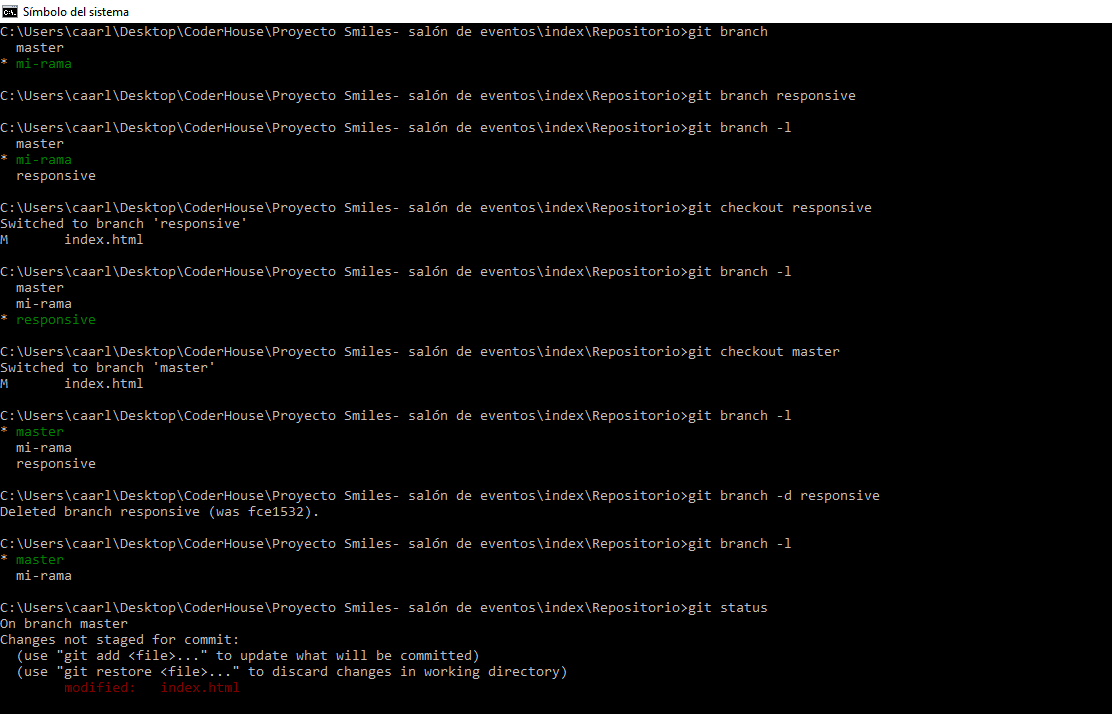 Símbolo del sistema
C:\Users\caarl\Desktop\CoderHouse\Proyecto Smiles- salón de eventos\index\Repositorio>git branch
  master
* mi-rama
C:\Users\caarl\Desktop\CoderHouse\Proyecto Smiles- salón de eventos\index\Repositorio>git branch responsive
C:\Users\caarl\Desktop\CoderHouse\Proyecto Smiles- salón de eventos\index\Repositorio>git branch -l
  master
* mi-rama
  responsive
C:\Users\caarl\Desktop\CoderHouse\Proyecto Smiles- salón de eventos\index\Repositorio>git checkout responsive
Switched to branch 'responsive'
M       index.html
C:\Users\caarl\Desktop\CoderHouse\Proyecto Smiles- salón de eventos\index\Repositorio>git branch -l
  master
  mi-rama
* responsive
C:\Users\caarl\Desktop\CoderHouse\Proyecto Smiles- salón de eventos\index\Repositorio>git checkout master
Switched to branch 'master'
M       index.html
C:\Users\caarl\Desktop\CoderHouse\Proyecto Smiles- salón de eventos\index\Repositorio>git branch -l
* master
  mi-rama
  responsive
C:\Users\caarl\Desktop\CoderHouse\Proyecto Smiles- salón de eventos\index\Repositorio>git branch -d responsive
Deleted branch responsive (was fce1532).
C:\Users\caarl\Desktop\CoderHouse\Proyecto Smiles- salón de eventos\index\Repositorio>git branch -l
* master
  mi-rama
C:\Users\caarl\Desktop\CoderHouse\Proyecto Smiles- salón de eventos\index\Repositorio>git status
On branch master
Changes not staged for commit:
  (use "git add <file>..." to update what will be committed)
  (use "git restore <file>..." to discard changes in working directory)
        modified:   index.html